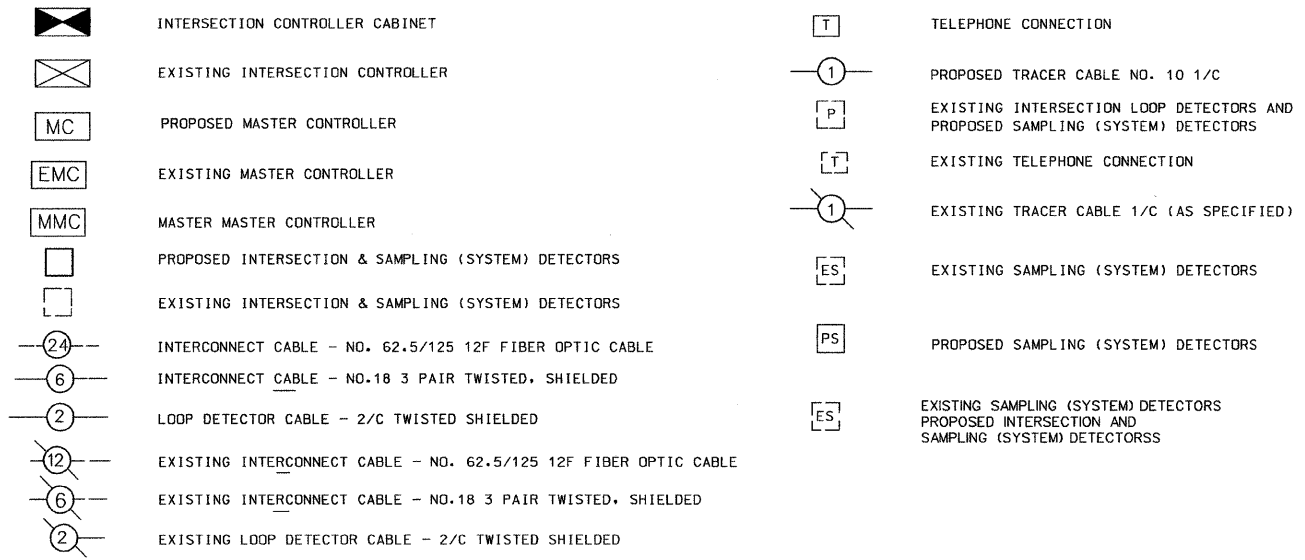 INTERSECTION CONTROLLER CABINET
EXISTING INTERSECTION CONTROLLER
MC PROPOSED MASTER CONTROLLER
EMC EXISTING MASTER CONTROLLER
MMC MASTER MASTER CONTROLLER
PROPOSED INTERSECTION & SAMPLING (SYSTEM) DETECTORS
EXISTING INTERSECTION & SAMPLING (SYSTEM) DETECTORS
24 INTERCONNECT CABLE - NO. 62.5/125 12F FIBER OPTIC CABLE
6 INTERCONNECT CABLE - NO.18 3 PAIR TWISTED, SHIELDED
2 LOOP DETECTOR CABLE - 2/C TWISTED SHIELDED
12 EXISTING INTERCONNECT CABLE - NO. 62.5/125 12F FIBER OPTIC CABLE
6 EXISTING INTERCONNECT CABLE - NO.18 3 PAIR TWISTED, SHIELDED
2 EXISTING LOOP DETECTOR CABLE - 2/C TWISTED SHIELDED
T TELEPHONE CONNECTION
1 PROPOSED TRACER CABLE NO. 10 1/C
P EXISTING INTERSECTION LOOP DETECTORS AND
PROPOSED SAMPLING (SYSTEM) DETECTORS
T EXISTING TELEPHONE CONNECTION
1 EXISTING TRACER CABLE 1/C (AS SPECIFIED)
ES EXISTING SAMPLING (SYSTEM) DETECTORS
PS PROPOSED SAMPLING (SYSTEM) DETECTORS
ES EXISTING SAMPLING (SYSTEM) DETECTORS
PROPOSED INTERSECTION AND
SAMPLING (SYSTEM) DETECTORSS